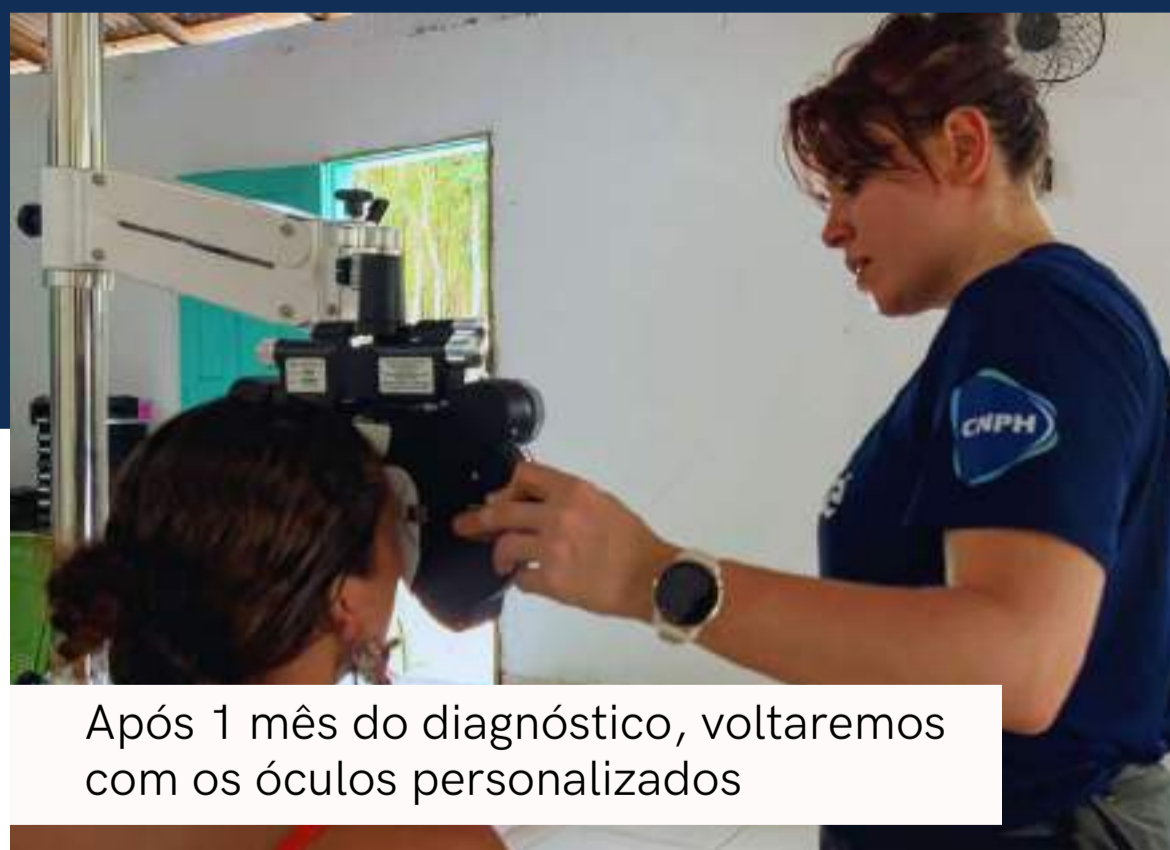 CNPH
Após 1 mês do diagnóstico, voltaremos
com os óculos personalizados